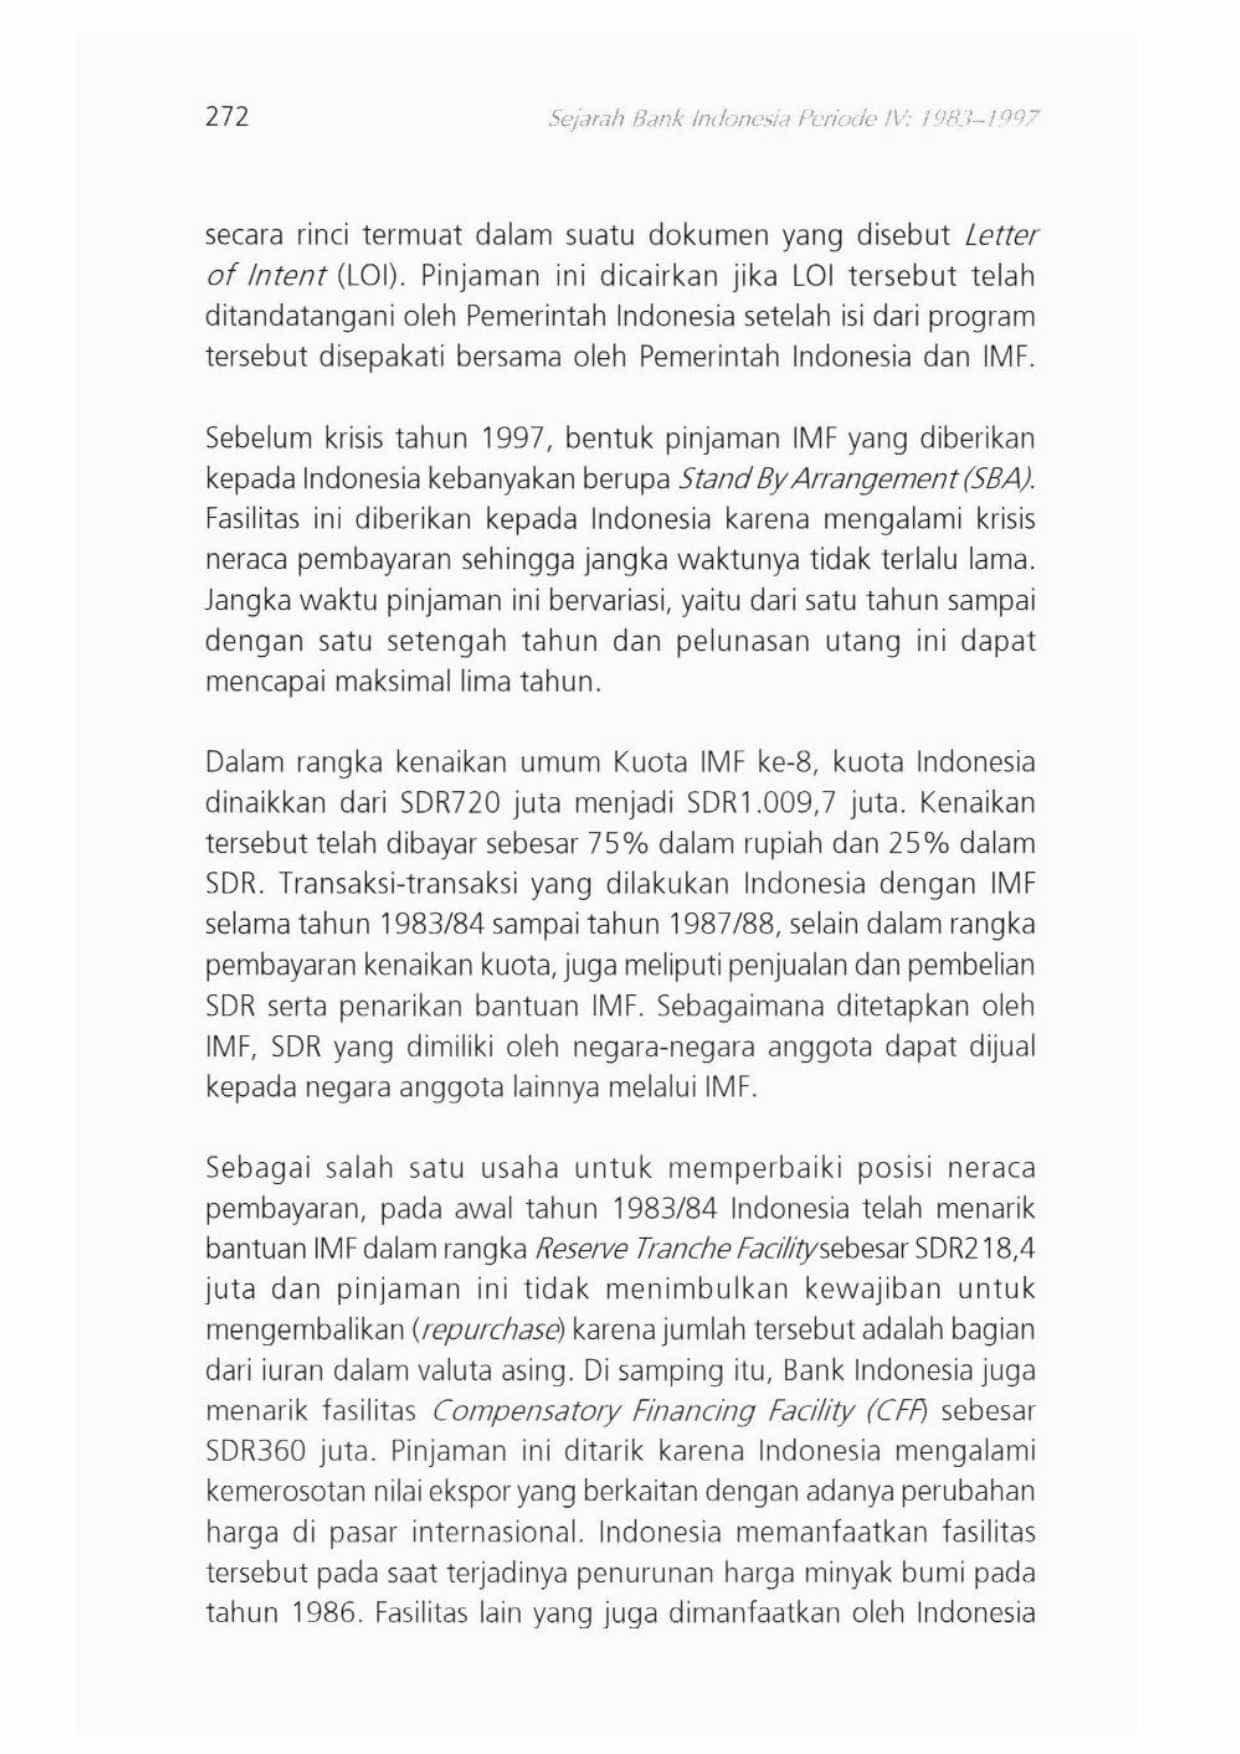 272
Sejarah Bank Indonesia Periode IV: 1983–1997
secara rinci termuat dalam suatu dokumen yang disebut Letter
of Intent (LOI). Pinjaman ini dicairkan jika LOI tersebut telah
ditandatangani oleh Pemerintah Indonesia setelah isi dari program
tersebut disepakati bersama oleh Pemerintah Indonesia dan IMF.
Sebelum krisis tahun 1997, bentuk pinjaman IMF yang diberikan
kepada Indonesia kebanyakan berupa Stand By Arrangement (SBA).
Fasilitas ini diberikan kepada Indonesia karena mengalami krisis
neraca pembayaran sehingga jangka waktunya tidak terlalu lama.
Jangka waktu pinjaman ini bervariasi, yaitu dari satu tahun sampai
dengan satu setengah tahun dan pelunasan utang ini dapat
mencapai maksimal lima tahun.
Dalam rangka kenaikan umum Kuota IMF ke-8, kuota Indonesia
dinaikkan dari SDR720 juta menjadi SDR1.009,7 juta. Kenaikan
tersebut telah dibayar sebesar 75% dalam rupiah dan 25% dalam
SDR. Transaksi-transaksi yang dilakukan Indonesia dengan IMF
selama tahun 1983/84 sampai tahun 1987/88, selain dalam rangka
pembayaran kenaikan kuota, juga meliputi penjualan dan pembelian
SDR serta penarikan bantuan IMF. Sebagaimana ditetapkan oleh
IMF, SDR yang dimiliki oleh negara-negara anggota dapat dijual
kepada negara anggota lainnya melalui IMF.
Sebagai salah satu usaha untuk memperbaiki posisi neraca
pembayaran, pada awal tahun 1983/84 Indonesia telah menarik
bantuan IMF dalam rangka Reserve Tranche Facility sebesar SDR218,4
juta dan pinjaman ini tidak menimbulkan kewajiban untuk
mengembalikan (repurchase) karena jumlah tersebut adalah bagian
dari iuran dalam valuta asing. Di samping itu, Bank Indonesia juga
menarik fasilitas Compensatory Financing Facility (CFF) sebesar
SDR360 juta. Pinjaman ini ditarik karena Indonesia mengalami
kemerosotan nilai ekspor yang berkaitan dengan adanya perubahan
harga di pasar internasional. Indonesia memanfaatkan fasilitas
tersebut pada saat terjadinya penurunan harga minyak bumi pada
tahun 1986. Fasilitas lain yang juga dimanfaatkan oleh Indonesia